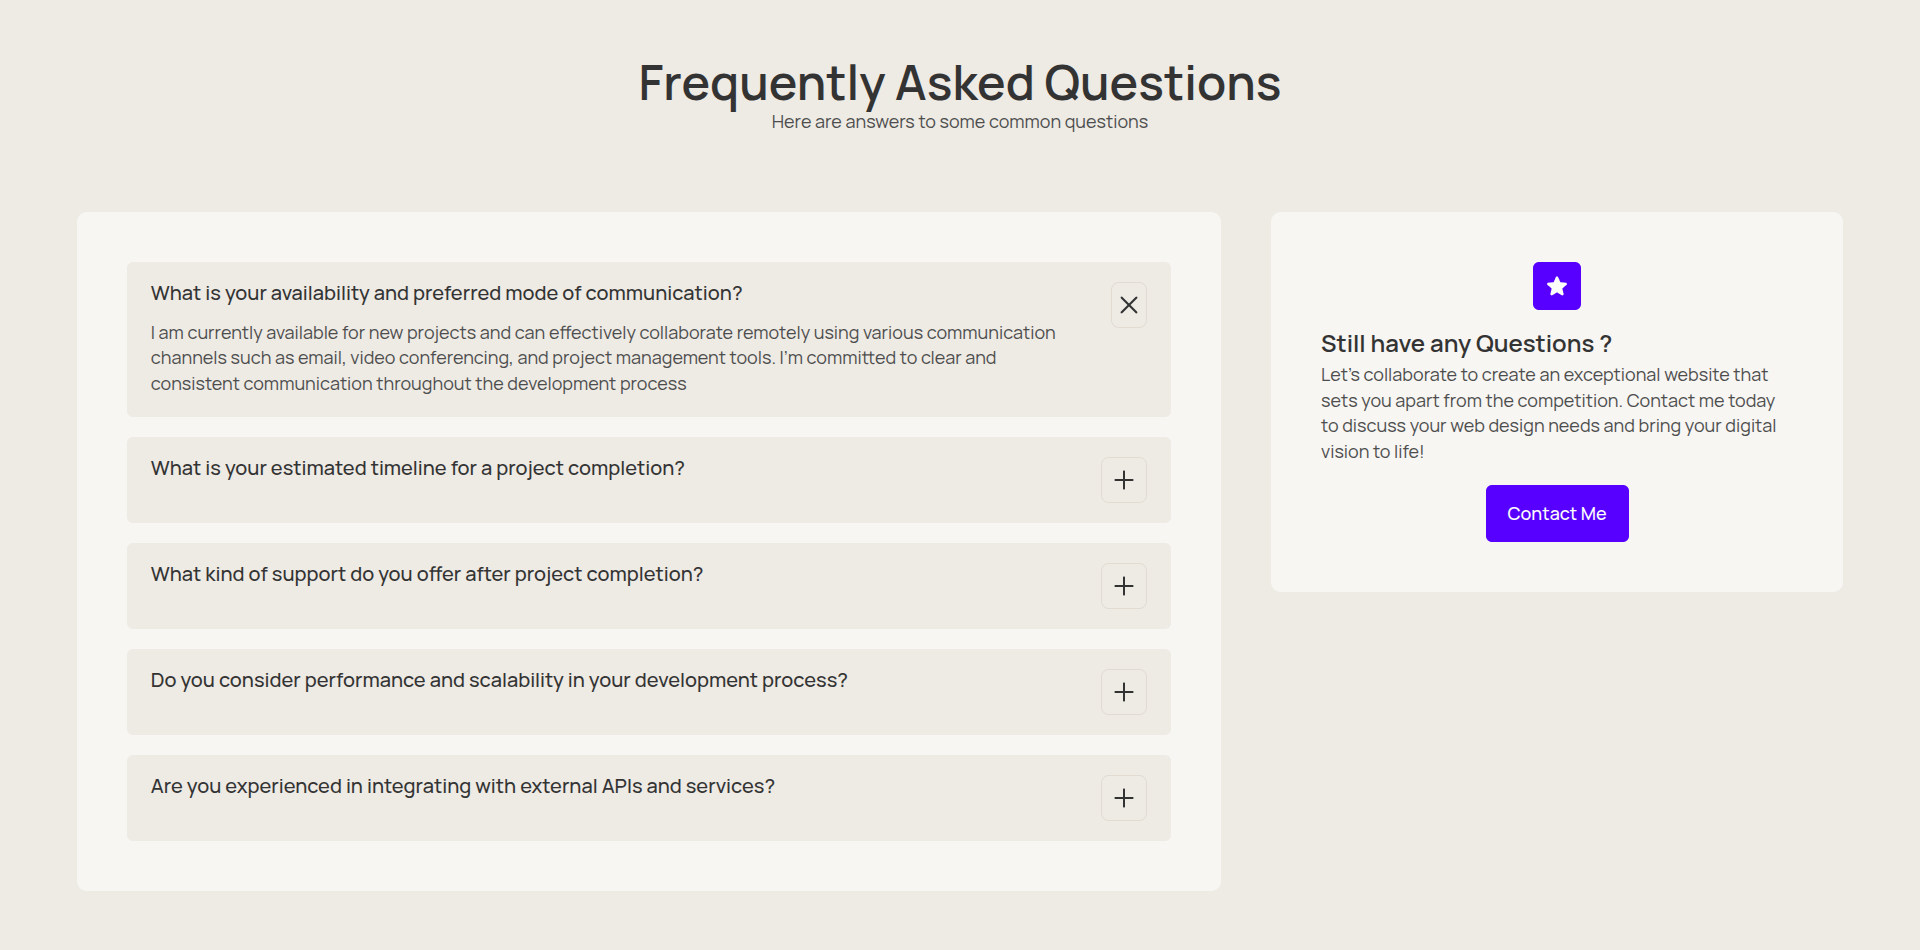 Frequently Asked Questions
Here are answers to some common questions
What is your availability and preferred mode of communication?
I am currently available for new projects and can effectively collaborate remotely using various communication
channels such as email, video conferencing, and project management tools. I'm committed to clear and
consistent communication throughout the development process
What is your estimated timeline for a project completion?
What kind of support do you offer after project completion?
Do you consider performance and scalability in your development process?
Are you experienced in integrating with external APIs and services?
Still have any Questions ?
Let's collaborate to create an exceptional website that
sets you apart from the competition. Contact me today
to discuss your web design needs and bring your digital
vision to life!
Contact Me